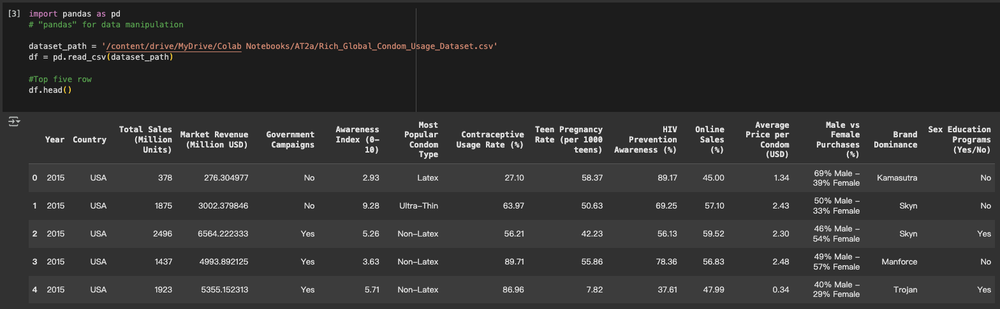 [3] import pandas as pd
# "pandas" for data manipulation
dataset_path = '/content/drive/MyDrive/Colab Notebooks/AT2a/Rich_Global_Condom_Usage_Dataset.csv'
df = pd.read_csv(dataset_path)
#Top five row
df.head()
Year Country Total Sales (Million Units) Market Revenue (Million USD) Government Campaigns Awareness Index (0-10) Most Popular Condom Type Contraceptive Usage Rate (%) Teen Pregnancy Rate (per 1000 teens) HIV Prevention Awareness (%) Online Sales (%) Average Price per Condom (USD) Male vs Female Purchases (%) Brand Dominance Sex Education Programs (Yes/No)
0 2015 USA 378 276.304977 No 2.93 Latex 27.10 58.37 89.17 45.00 1.34 69% Male – 39% Female Kamasutra No
1 2015 USA 1875 3002.379846 No 9.28 Ultra-Thin 63.97 50.63 69.25 57.10 2.43 50% Male – 33% Female Skyn No
2 2015 USA 2496 6564.222333 Yes 5.26 Non-Latex 56.21 42.23 56.13 59.52 2.30 46% Male – 54% Female Skyn Yes
3 2015 USA 1437 4993.892125 Yes 3.63 Non-Latex 89.71 55.86 78.36 56.83 2.48 49% Male – 57% Female Manforce No
4 2015 USA 1923 5355.152313 Yes 5.71 Non-Latex 86.96 7.82 37.61 47.99 0.34 40% Male – 29% Female Trojan Yes